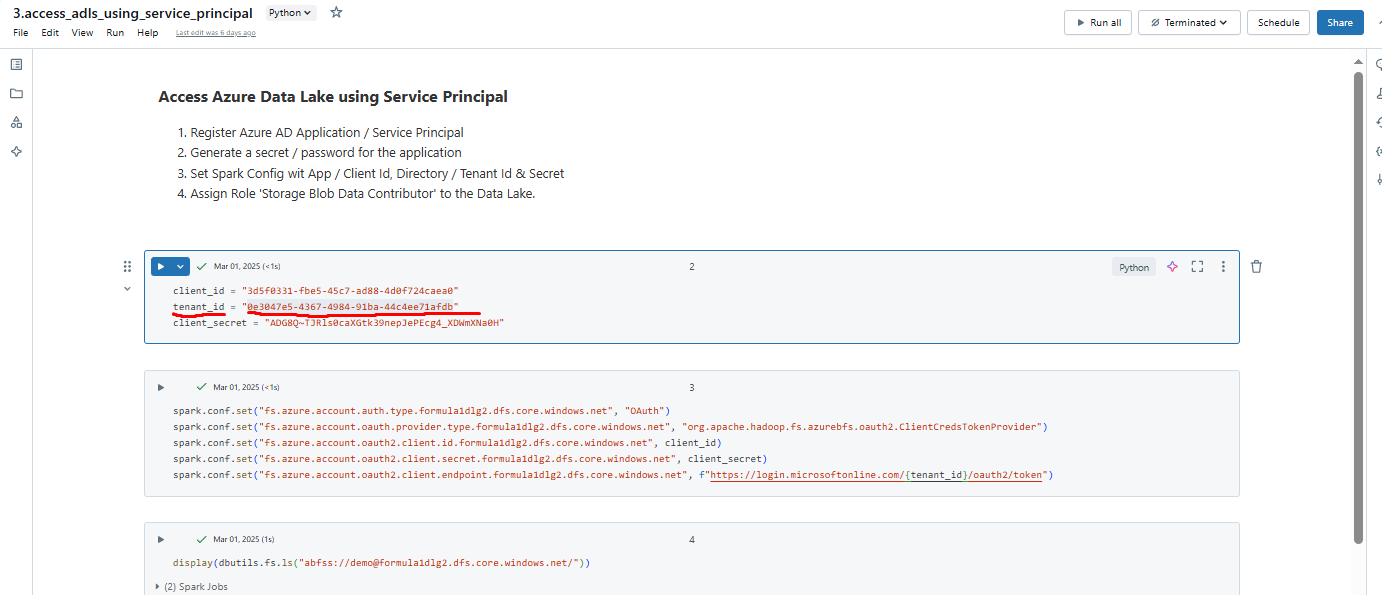 3.access_adls_using_service_principal Python
File Edit View Run Help Last edit was 6 days ago
Run all Terminated Schedule Share
Access Azure Data Lake using Service Principal
1. Register Azure AD Application / Service Principal
2. Generate a secret / password for the application
3. Set Spark Config wit App / Client Id, Directory / Tenant Id & Secret
4. Assign Role 'Storage Blob Data Contributor' to the Data Lake.
Mar 01, 2025 (<1s) 2 Python
client_id = "3d5f0331-fbe5-45c7-ad88-4d0f724caea0"
tenant_id = "0e3047e5-4367-4984-91ba-44c4ee71afdb"
client_secret = "ADG8Q~TJRls0caXGtk39nepJePEcg4_XDWmXNa0H"
Mar 01, 2025 (<1s) 3
spark.conf.set("fs.azure.account.auth.type.formula1dlg2.dfs.core.windows.net", "OAuth")
spark.conf.set("fs.azure.account.oauth.provider.type.formula1dlg2.dfs.core.windows.net", "org.apache.hadoop.fs.azurebfs.oauth2.ClientCredsTokenProvider")
spark.conf.set("fs.azure.account.oauth2.client.id.formula1dlg2.dfs.core.windows.net", client_id)
spark.conf.set("fs.azure.account.oauth2.client.secret.formula1dlg2.dfs.core.windows.net", client_secret)
spark.conf.set("fs.azure.account.oauth2.client.endpoint.formula1dlg2.dfs.core.windows.net", f"https://login.microsoftonline.com/{tenant_id}/oauth2/token")
Mar 01, 2025 (1s) 4
display(dbutils.fs.ls("abfss://demo@formula1dlg2.dfs.core.windows.net/"))
(2) Spark Jobs